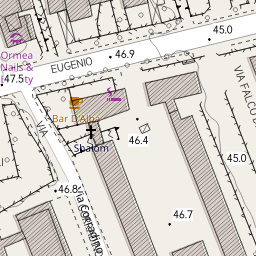 45.0
46.9
EUGENIO
Ormea
Nails &
47.5
VIA FALCO
Bar D'Alb
VIA
46.4
Shalom
45.0
46.8
Via Corradino
46.7